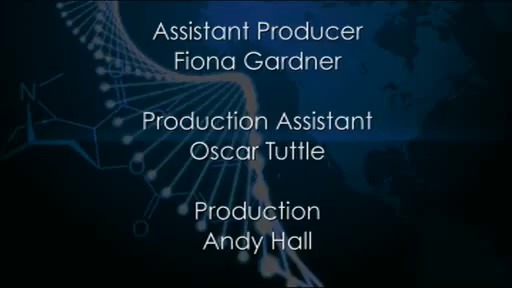 Assistant Producer
Fiona Gardner
Production Assistant
Oscar Tuttle
Production
Andy Hall